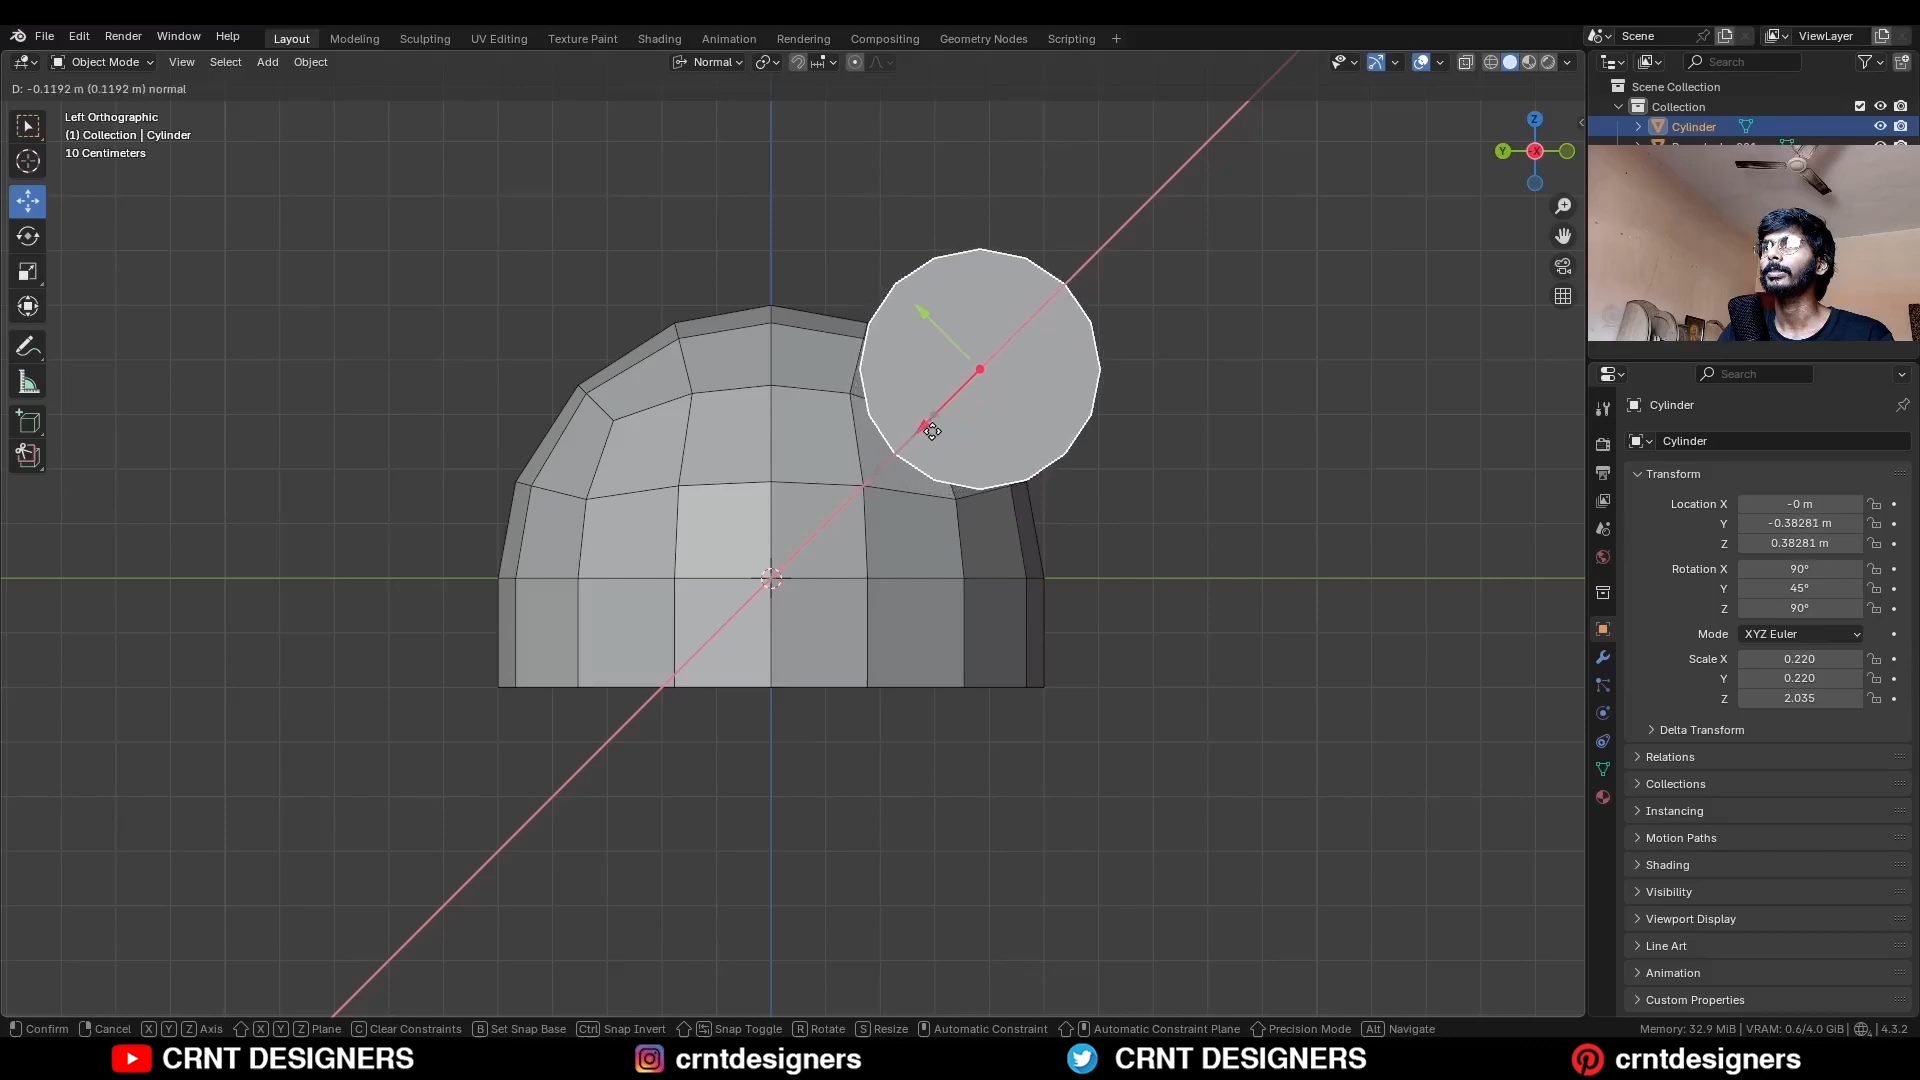 File Edit Render Window Help Layout Modeling Sculpting UV Editing Texture Paint Shading Animation Rendering Compositing Geometry Nodes Scripting + Scene ViewLayer
Object Mode View Select Add Object Normal Search
D: -0.1192 m (0.1192 m) normal
Left Orthographic
(1) Collection | Cylinder
10 Centimeters
Z
Y
-X
Scene Collection
Collection
Cylinder
Search
Cylinder
Cylinder
Transform
Location X -0 m
Y -0.38281 m
Z 0.38281 m
Rotation X 90°
Y 45°
Z 90°
Mode XYZ Euler
Scale X 0.220
Y 0.220
Z 2.035
Delta Transform
Relations
Collections
Instancing
Motion Paths
Shading
Visibility
Viewport Display
Line Art
Animation
Custom Properties
Confirm Cancel X Y Z Axis X Y Z Plane C Clear Constraints B Set Snap Base Ctrl Snap Invert Snap Toggle R Rotate S Resize Automatic Constraint Automatic Constraint Plane Precision Mode Alt Navigate Memory: 32.9 MiB | VRAM: 0.6/4.0 GiB | 4.3.2
CRNT DESIGNERS crntdesigners CRNT DESIGNERS crntdesigners